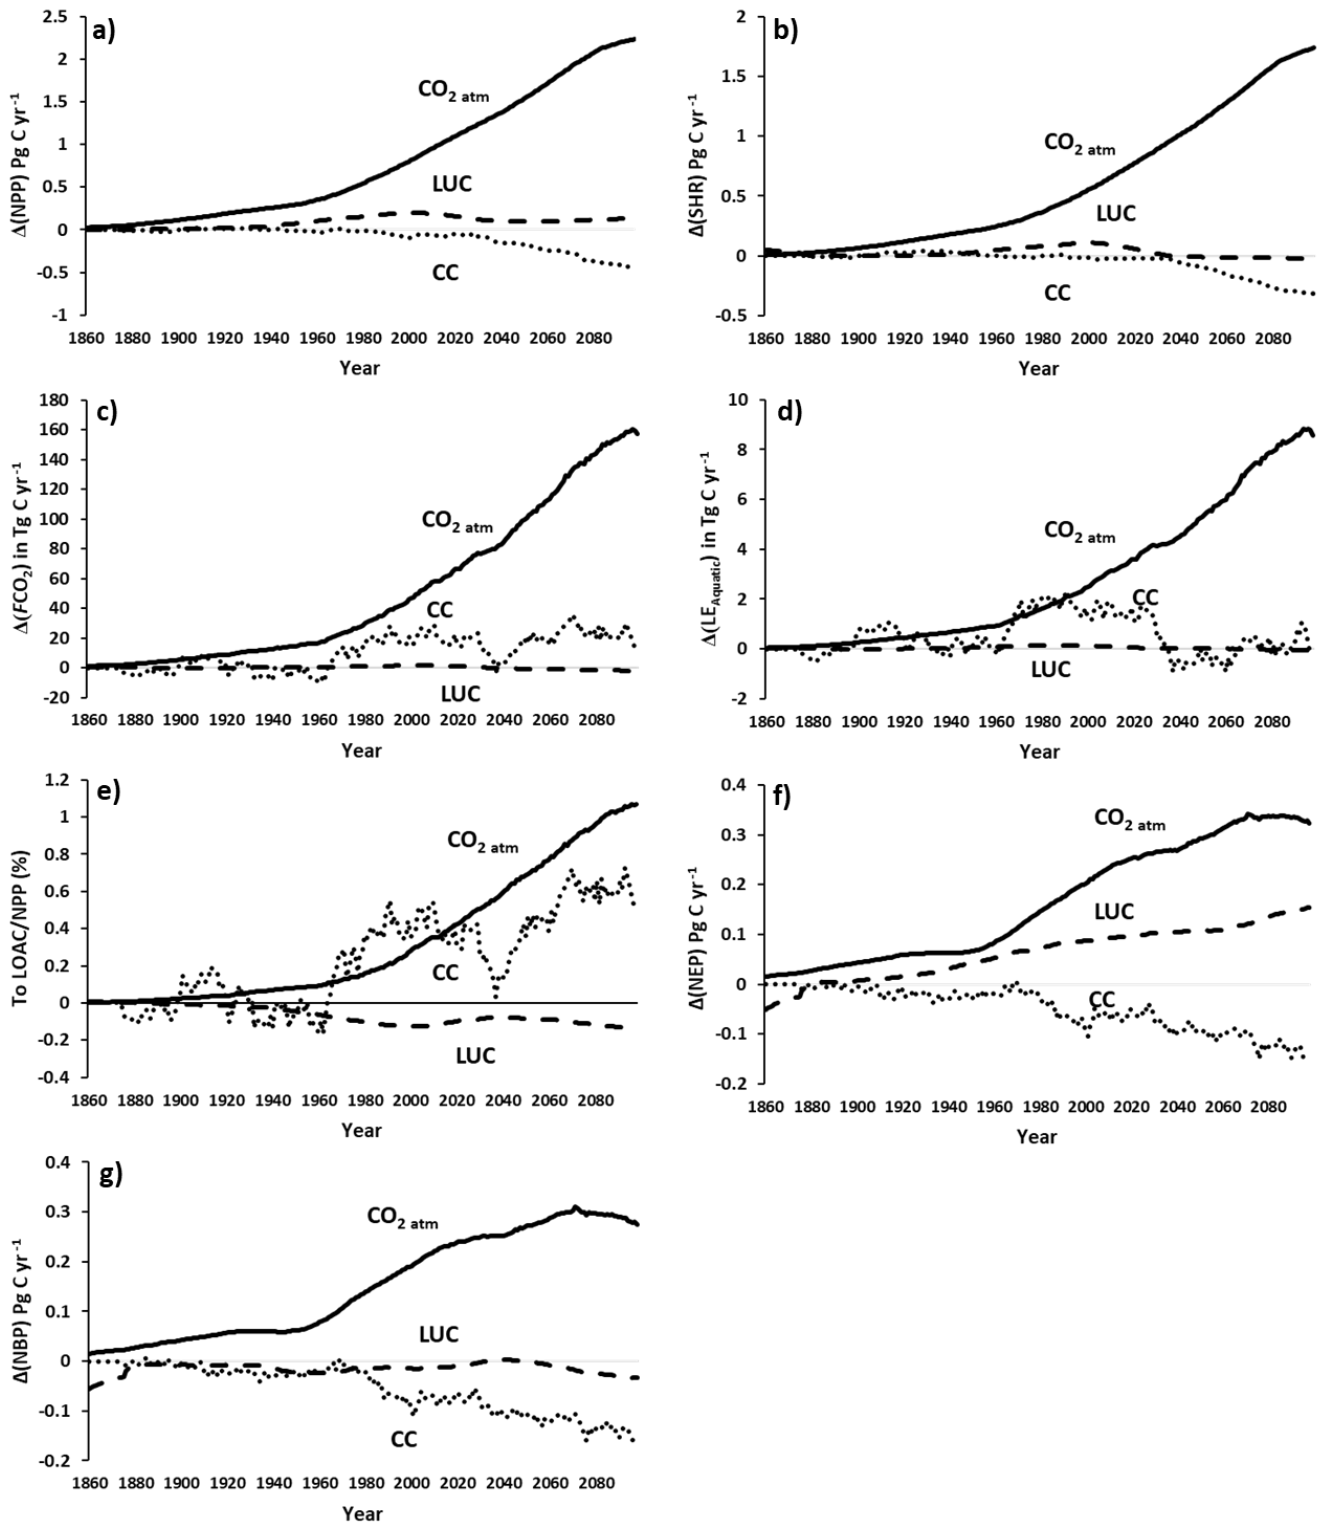 a)
Δ(NPP) Pg C yr⁻¹
2.5
2
1.5
1
0.5
0
-0.5
-1
CO₂ atm
LUC
CC
1860 1880 1900 1920 1940 1960 1980 2000 2020 2040 2060 2080
Year
b)
Δ(SHR) Pg C yr⁻¹
2
1.5
1
0.5
0
-0.5
CO₂ atm
LUC
CC
1860 1880 1900 1920 1940 1960 1980 2000 2020 2040 2060 2080
Year
c)
Δ(FCO₂) in Tg C yr⁻¹
180
160
140
120
100
80
60
40
20
0
-20
CO₂ atm
CC
LUC
1860 1880 1900 1920 1940 1960 1980 2000 2020 2040 2060 2080
Year
d)
Δ(LE_Aquatic) in Tg C yr⁻¹
10
8
6
4
2
0
-2
CO₂ atm
CC
LUC
1860 1880 1900 1920 1940 1960 1980 2000 2020 2040 2060 2080
Year
e)
To LOAC/NPP (%)
1.2
1
0.8
0.6
0.4
0.2
0
-0.2
-0.4
CO₂ atm
CC
LUC
1860 1880 1900 1920 1940 1960 1980 2000 2020 2040 2060 2080
Year
f)
Δ(NEP) Pg C yr⁻¹
0.4
0.3
0.2
0.1
0
-0.1
-0.2
CO₂ atm
LUC
CC
1860 1880 1900 1920 1940 1960 1980 2000 2020 2040 2060 2080
Year
g)
Δ(NBP) Pg C yr⁻¹
0.4
0.3
0.2
0.1
0
-0.1
-0.2
CO₂ atm
LUC
CC
1860 1880 1900 1920 1940 1960 1980 2000 2020 2040 2060 2080
Year